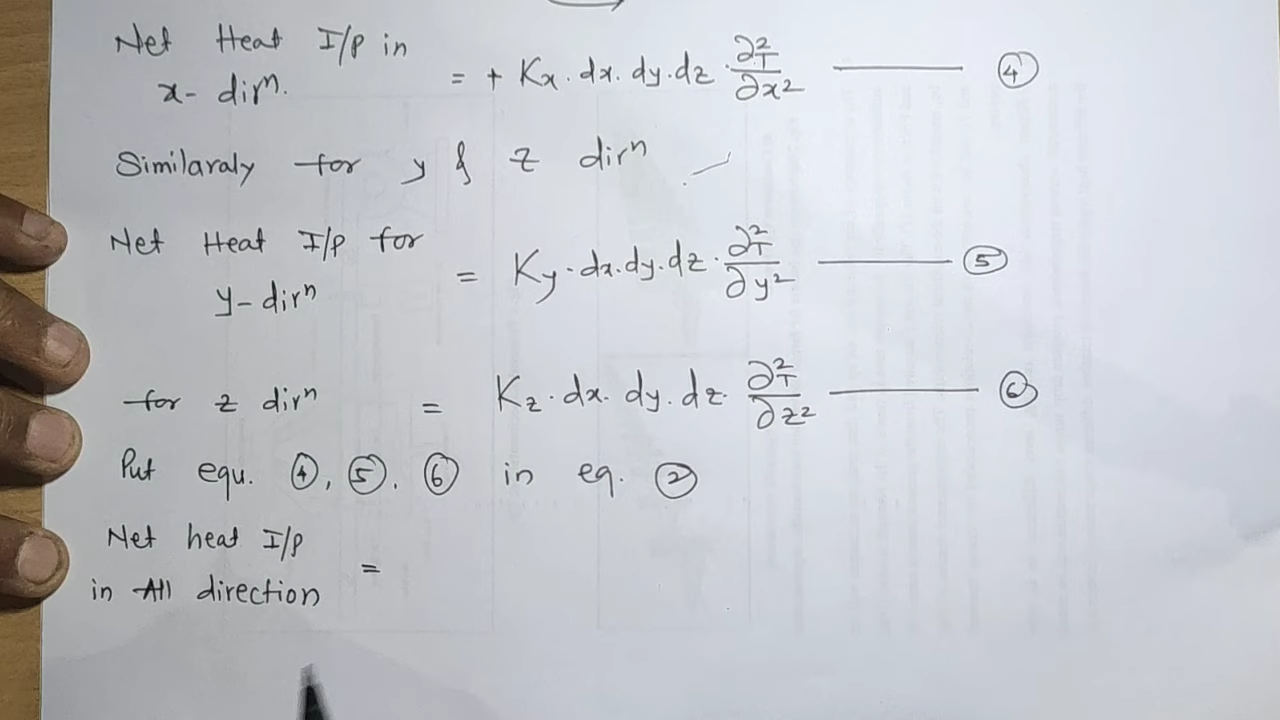 Net Heat I/P in
x- dirⁿ. = + Kx . dx. dy. dz . ∂²T/∂x² ——— ④
Similaraly for y & z dirⁿ
Net Heat I/P for
y- dirⁿ = Ky . dx. dy. dz . ∂²T/∂y² ——— ⑤
for z dirⁿ = Kz . dx. dy. dz. ∂²T/∂z² ——— ⑥
Put equ. ④, ⑤, ⑥ in eq. ②
Net heat I/P
in All direction =